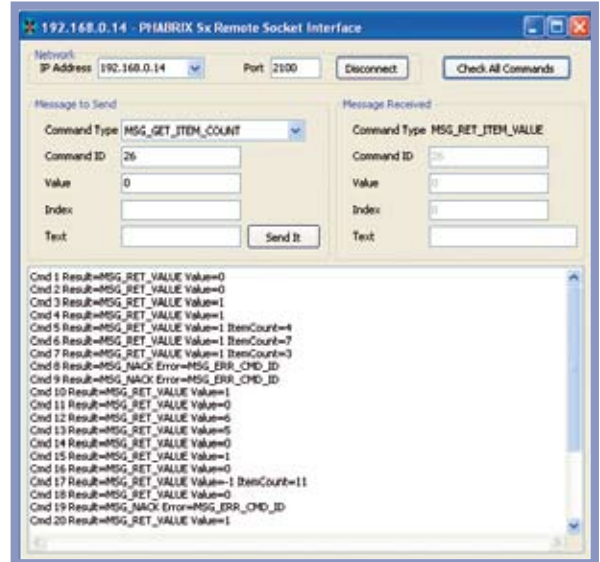 192.168.0.14 - PHABRIX Sx Remote Socket Interface
Network
IP Address 192.168.0.14 Port 2100 Disconnect Check All Commands
Message to Send Message Received
Command Type MSG_GET_ITEM_COUNT Command Type MSG_RET_ITEM_VALUE
Command ID 26 Command ID 26
Value 0 Value 0
Index Index 0
Text Send It Text
Cmd 1 Result=MSG_RET_VALUE Value=0
Cmd 2 Result=MSG_RET_VALUE Value=0
Cmd 3 Result=MSG_RET_VALUE Value=1
Cmd 4 Result=MSG_RET_VALUE Value=1
Cmd 5 Result=MSG_RET_VALUE Value=1 ItemCount=4
Cmd 6 Result=MSG_RET_VALUE Value=1 ItemCount=7
Cmd 7 Result=MSG_RET_VALUE Value=1 ItemCount=3
Cmd 8 Result=MSG_NACK Error=MSG_ERR_CMD_ID
Cmd 9 Result=MSG_NACK Error=MSG_ERR_CMD_ID
Cmd 10 Result=MSG_RET_VALUE Value=1
Cmd 11 Result=MSG_RET_VALUE Value=0
Cmd 12 Result=MSG_RET_VALUE Value=6
Cmd 13 Result=MSG_RET_VALUE Value=5
Cmd 14 Result=MSG_RET_VALUE Value=0
Cmd 15 Result=MSG_RET_VALUE Value=1
Cmd 16 Result=MSG_RET_VALUE Value=0
Cmd 17 Result=MSG_RET_VALUE Value=-1 ItemCount=11
Cmd 18 Result=MSG_RET_VALUE Value=0
Cmd 19 Result=MSG_NACK Error=MSG_ERR_CMD_ID
Cmd 20 Result=MSG_RET_VALUE Value=1